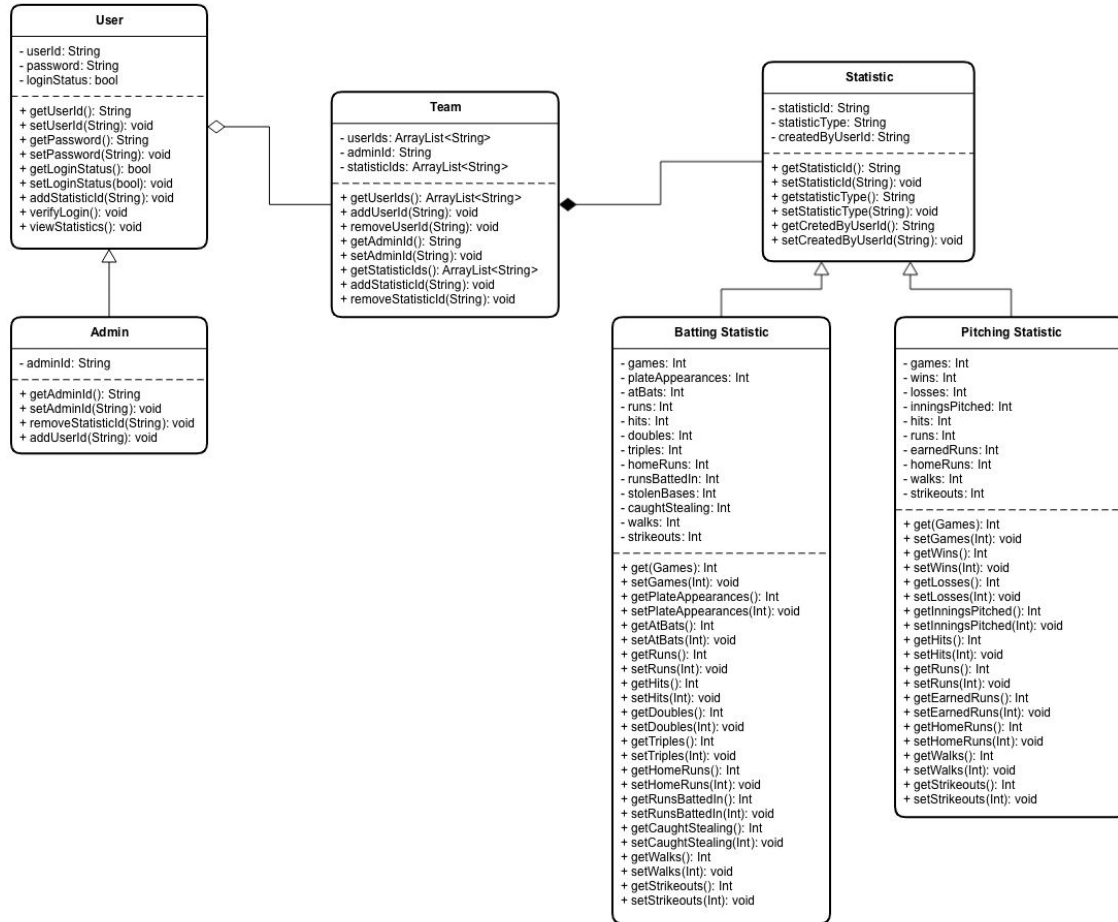 User
- userId: String
- password: String
- loginStatus: bool
+ getUserId(): String
+ setUserId(String): void
+ getPassword(): String
+ setPassword(String): void
+ getLoginStatus(): bool
+ setLoginStatus(bool): void
+ addStatisticId(String): void
+ verifyLogin(): void
+ viewStatistics(): void
Admin
- adminId: String
+ getAdminId(): String
+ setAdminId(String): void
+ removeStatisticId(String): void
+ addUserId(String): void
Team
- userIds: ArrayList<String>
- adminId: String
- statisticIds: ArrayList<String>
+ getUserIds(): ArrayList<String>
+ addUserId(String): void
+ removeUserId(String): void
+ getAdminId(): String
+ setAdminId(String): void
+ getStatisticIds(): ArrayList<String>
+ addStatisticId(String): void
+ removeStatisticId(String): void
Statistic
- statisticId: String
- statisticType: String
- createdByUserId: String
+ getStatisticId(): String
+ setStatisticId(String): void
+ getstatisticType(): String
+ setStatisticType(String): void
+ getCretedByUserId(): String
+ setCreatedByUserId(String): void
Batting Statistic
- games: Int
- plateAppearances: Int
- atBats: Int
- runs: Int
- hits: Int
- doubles: Int
- triples: Int
- homeRuns: Int
- runsBattedIn: Int
- stolenBases: Int
- caughtStealing: Int
- walks: Int
- strikeouts: Int
+ get(Games): Int
+ setGames(Int): void
+ getPlateAppearances(): Int
+ setPlateAppearances(Int): void
+ getAtBats(): Int
+ setAtBats(Int): void
+ getRuns(): Int
+ setRuns(Int): void
+ getHits(): Int
+ setHits(Int): void
+ getDoubles(): Int
+ setDoubles(Int): void
+ getTriples(): Int
+ setTriples(Int): void
+ getHomeRuns(): Int
+ setHomeRuns(Int): void
+ getRunsBattedIn(): Int
+ setRunsBattedIn(Int): void
+ getCaughtStealing(): Int
+ setCaughtStealing(Int): void
+ getWalks(): Int
+ setWalks(Int): void
+ getStrikeouts(): Int
+ setStrikeouts(Int): void
Pitching Statistic
- games: Int
- wins: Int
- losses: Int
- inningsPitched: Int
- hits: Int
- runs: Int
- earnedRuns: Int
- homeRuns: Int
- walks: Int
- strikeouts: Int
+ get(Games): Int
+ setGames(Int): void
+ getWins(): Int
+ setWins(Int): void
+ getLosses(): Int
+ setLosses(Int): void
+ getInningsPitched(): Int
+ setInningsPitched(Int): void
+ getHits(): Int
+ setHits(Int): void
+ getRuns(): Int
+ setRuns(Int): void
+ getEarnedRuns(): Int
+ setEarnedRuns(Int): void
+ getHomeRuns(): Int
+ setHomeRuns(Int): void
+ getWalks(): Int
+ setWalks(Int): void
+ getStrikeouts(): Int
+ setStrikeouts(Int): void